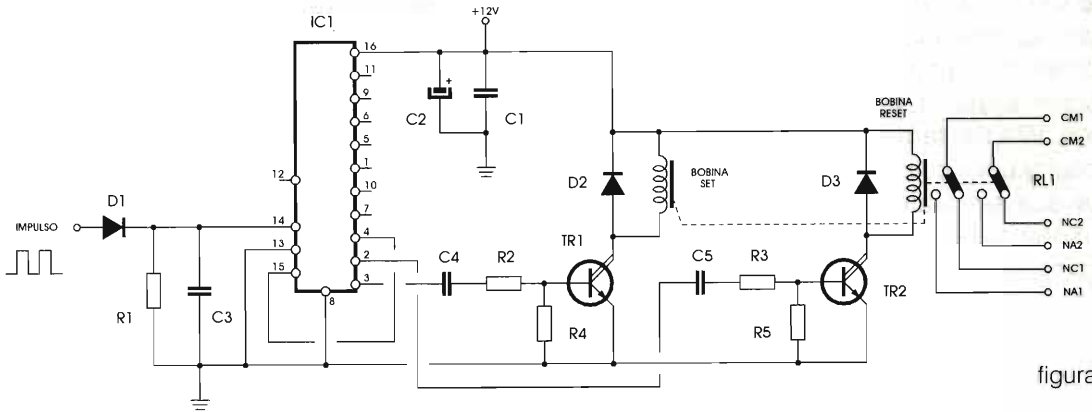 +12V
IC1
16
11
9
6
5
1
10
7
4
2
3
12
14
13
15
8
C2
+
C1
BOBINA
RESET
CM1
CM2
D2
BOBINA
SET
D3
RL1
IMPULSO
D1
NC2
NA2
NC1
NA1
TR1
C4
R2
C5
R3
TR2
R1
C3
R4
R5
figura